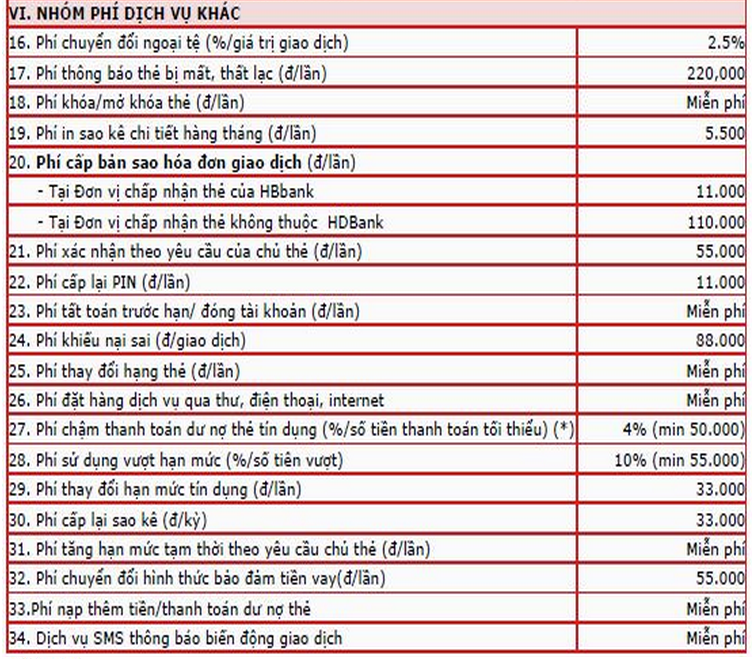 VI. NHÓM PHÍ DỊCH VỤ KHÁC
16. Phí chuyển đổi ngoại tệ (%/giá trị giao dịch) 2.5%
17. Phí thông báo thẻ bị mất, thất lạc (đ/lần) 220,000
18. Phí khóa/mở khóa thẻ (đ/lần) Miễn phí
19. Phí in sao kê chi tiết hàng tháng (đ/lần) 5.500
20. Phí cấp bản sao hóa đơn giao dịch (đ/lần)
- Tại Đơn vị chấp nhận thẻ của HBbank 11.000
- Tại Đơn vị chấp nhận thẻ không thuộc HDBank 110.000
21. Phí xác nhận theo yêu cầu của chủ thẻ (đ/lần) 55.000
22. Phí cấp lại PIN (đ/lần) 11.000
23. Phí tất toán trước hạn/ đóng tài khoản (đ/lần) Miễn phí
24. Phí khiếu nại sai (đ/giao dịch) 88.000
25. Phí thay đổi hạng thẻ (đ/lần) Miễn phí
26. Phí đặt hàng dịch vụ qua thư, điện thoại, internet Miễn phí
27. Phí chậm thanh toán dư nợ thẻ tín dụng (%/số tiền thanh toán tối thiểu) (*) 4% (min 50.000)
28. Phí sử dụng vượt hạn mức (%/số tiên vượt) 10% (min 55.000)
29. Phí thay đổi hạn mức tín dụng (đ/lần) 33.000
30. Phí cấp lại sao kê (đ/kỳ) 33.000
31. Phí tăng hạn mức tạm thời theo yêu cầu chủ thẻ (đ/lần) Miễn phí
32. Phí chuyển đổi hình thức bảo đảm tiền vay(đ/lần) 55.000
33.Phí nạp thêm tiền/thanh toán dư nợ thẻ Miễn phí
34. Dịch vụ SMS thông báo biến động giao dịch Miễn phí